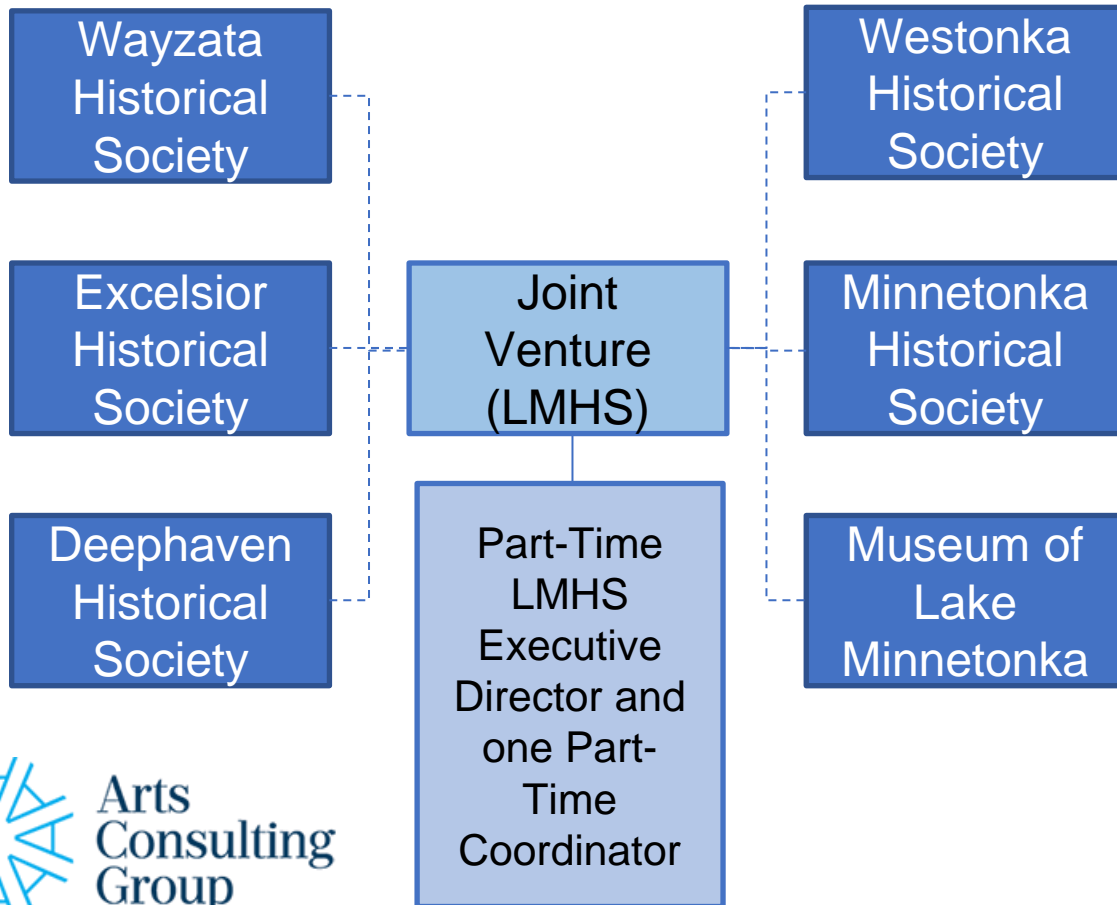 Wayzata
Historical
Society
Westonka
Historical
Society
Excelsior
Historical
Society
Joint
Venture
(LMHS)
Minnetonka
Historical
Society
Deephaven
Historical
Society
Part-Time
LMHS
Executive
Director and
one Part-
Time
Coordinator
Museum of
Lake
Minnetonka
Arts
Consulting
Group